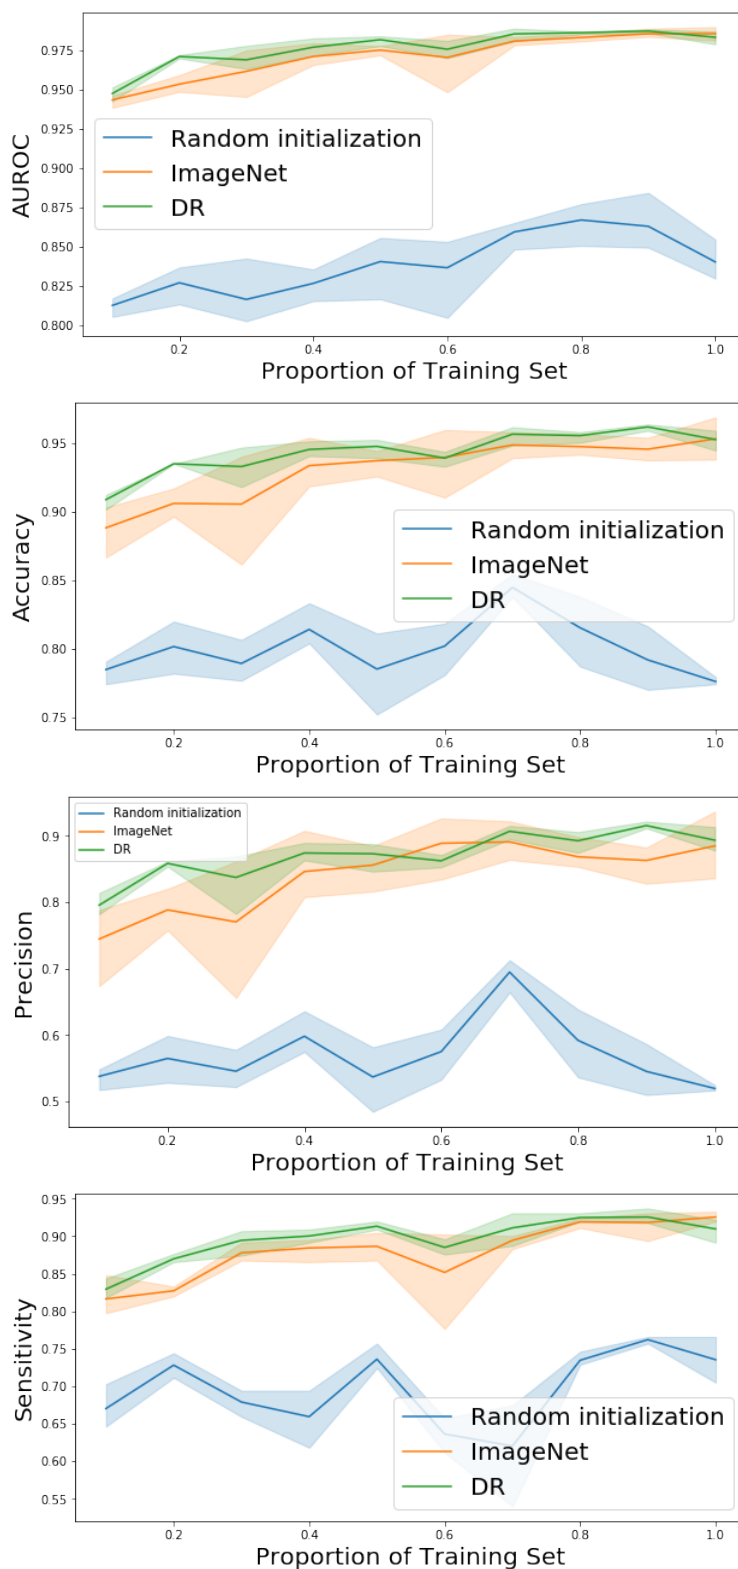 0.975
0.950
0.925
0.900
0.875
0.850
0.825
0.800
AUROC
Random initialization
ImageNet
DR
0.2
0.4
0.6
0.8
1.0
Proportion of Training Set
0.95
0.90
0.85
0.80
0.75
Accuracy
Random initialization
ImageNet
DR
0.2
0.4
0.6
0.8
1.0
Proportion of Training Set
0.9
0.8
0.7
0.6
0.5
Precision
Random initialization
ImageNet
DR
0.2
0.4
0.6
0.8
1.0
Proportion of Training Set
0.95
0.90
0.85
0.80
0.75
0.70
0.65
0.60
0.55
Sensitivity
Random initialization
ImageNet
DR
0.2
0.4
0.6
0.8
1.0
Proportion of Training Set